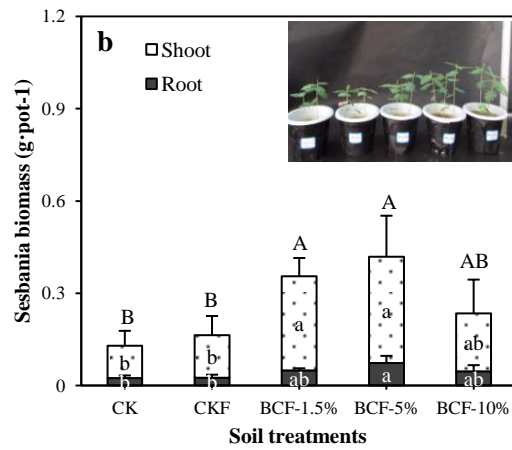 1.2
b
Shoot
Root
0.9
0.6
0.3
0
Sesbania biomass (g·pot-1)
B
B
A
A
AB
b
b
a
a
ab
b
b
ab
a
ab
CK
CKF
BCF-1.5%
BCF-5%
BCF-10%
Soil treatments